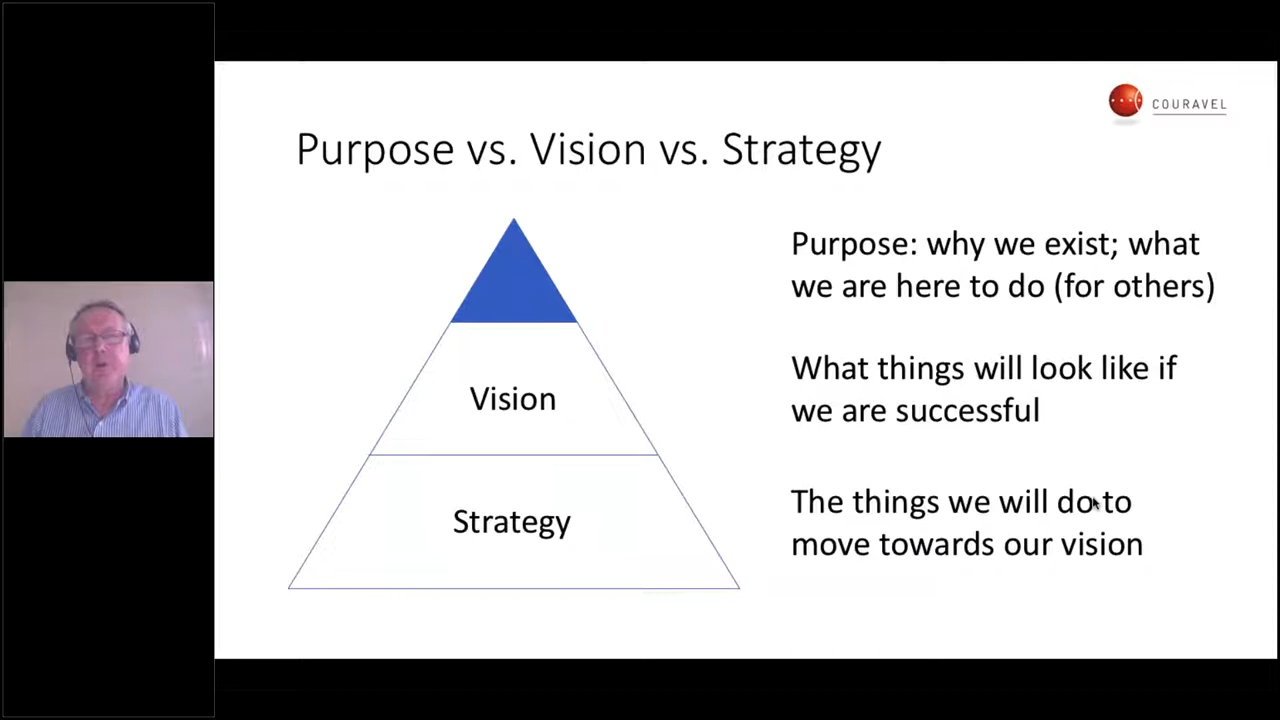 COURAVEL
Purpose vs. Vision vs. Strategy
Purpose: why we exist; what
we are here to do (for others)
Vision
What things will look like if
we are successful
Strategy
The things we will do to
move towards our vision